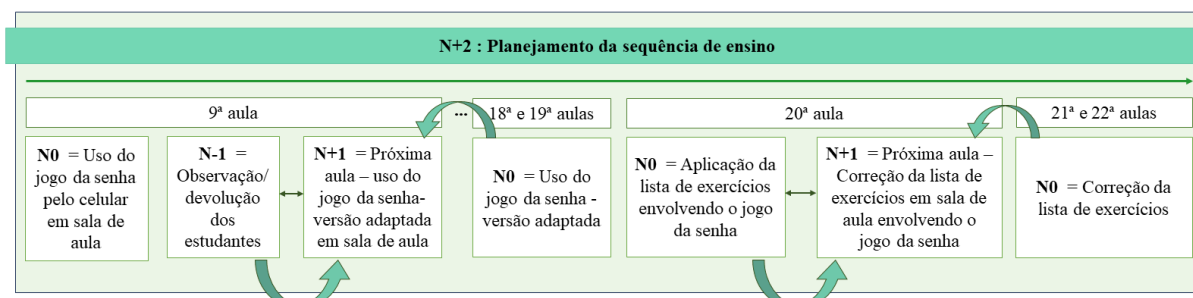 N+2 : Planejamento da sequência de ensino
9ª aula
...
18ª e 19ª aulas
20ª aula
21ª e 22ª aulas
N0 = Uso do
jogo da senha
pelo celular
em sala de
aula
N-1 =
Observação/
devolução
dos
estudantes
N+1 = Próxima
aula – uso do
jogo da senha-
versão adaptada
em sala de aula
N0 = Uso do
jogo da senha -
versão adaptada
N0 = Aplicação da
lista de exercícios
envolvendo o jogo
da senha
N+1 = Próxima aula –
Correção da lista de
exercícios em sala de
aula envolvendo o
jogo da senha
N0 = Correção da
lista de exercícios